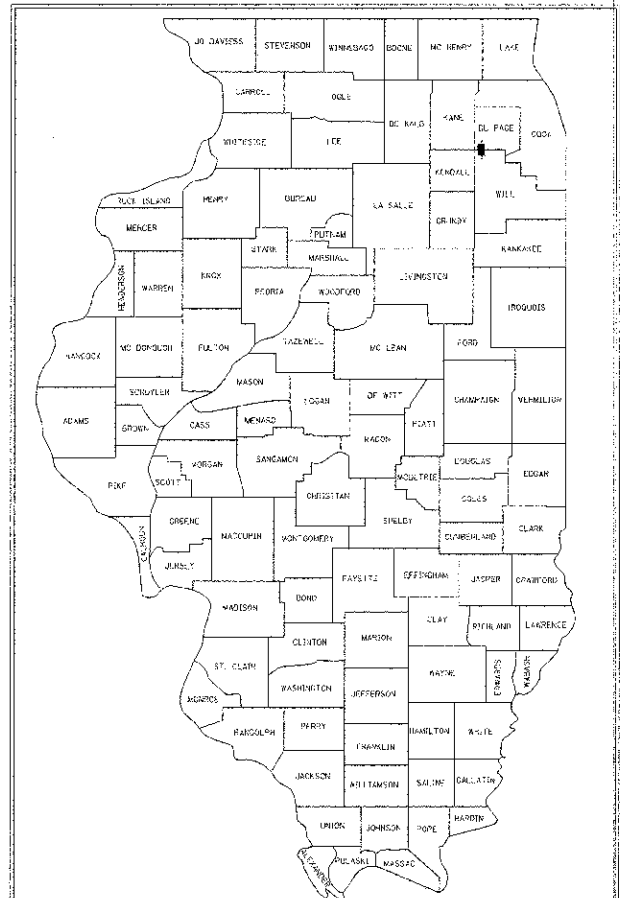 JO DAVIESS STEVENSON WINNEBAGO BOONE MC HENRY LAKE
CARROLL OGLE DE KALB KANE DU PAGE COOK
WHITESIDE LEE KENDALL WILL
ROCK ISLAND HENRY BUREAU LA SALLE GRUNDY
MERCER PUTNAM KANKAKEE
STARK MARSHALL
HENDERSON WARREN KNOX PEORIA WOODFORD LIVINGSTON IROQUOIS
HANCOCK MC DONOUGH FULTON TAZEWELL MC LEAN FORD
SCHUYLER MASON LOGAN DE WITT CHAMPAIGN VERMILION
ADAMS BROWN CASS MENARD MACON PIATT
PIKE SCOTT MORGAN SANGAMON MOULTRIE DOUGLAS EDGAR
CHRISTIAN COLES
CALHOUN GREENE MACOUPIN MONTGOMERY SHELBY CUMBERLAND CLARK
JERSEY FAYETTE EFFINGHAM JASPER CRAWFORD
MADISON BOND CLAY RICHLAND LAWRENCE
CLINTON MARION
ST. CLAIR WAYNE EDWARDS WABASH
MONROE WASHINGTON JEFFERSON
RANDOLPH PERRY FRANKLIN HAMILTON WHITE
JACKSON WILLIAMSON SALINE GALLATIN
UNION JOHNSON POPE HARDIN
ALEXANDER PULASKI MASSAC